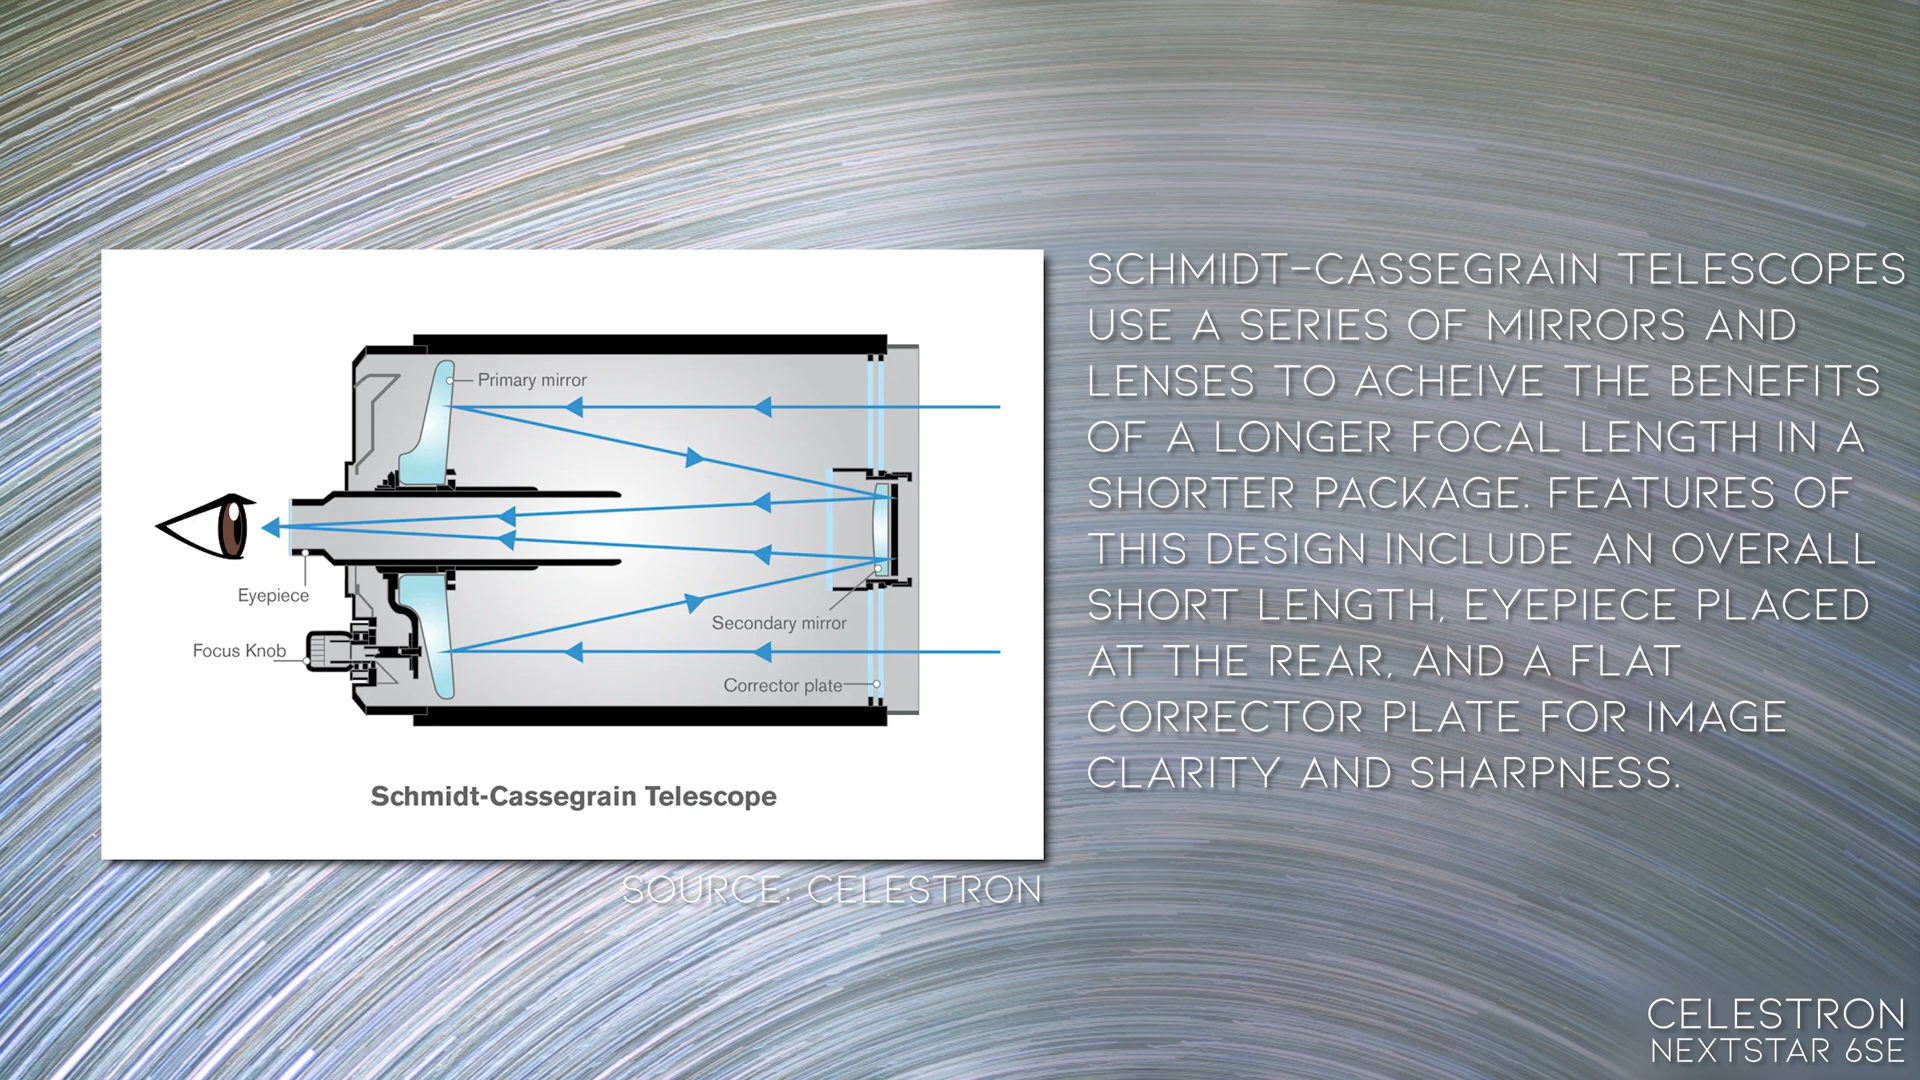 Primary mirror
Eyepiece
Secondary mirror
Focus Knob
Corrector plate
Schmidt-Cassegrain Telescope
SOURCE: CELESTRON
SCHMIDT-CASSEGRAIN TELESCOPES
USE A SERIES OF MIRRORS AND
LENSES TO ACHEIVE THE BENEFITS
OF A LONGER FOCAL LENGTH IN A
SHORTER PACKAGE. FEATURES OF
THIS DESIGN INCLUDE AN OVERALL
SHORT LENGTH, EYEPIECE PLACED
AT THE REAR, AND A FLAT
CORRECTOR PLATE FOR IMAGE
CLARITY AND SHARPNESS.
CELESTRON
NEXTSTAR 6SE